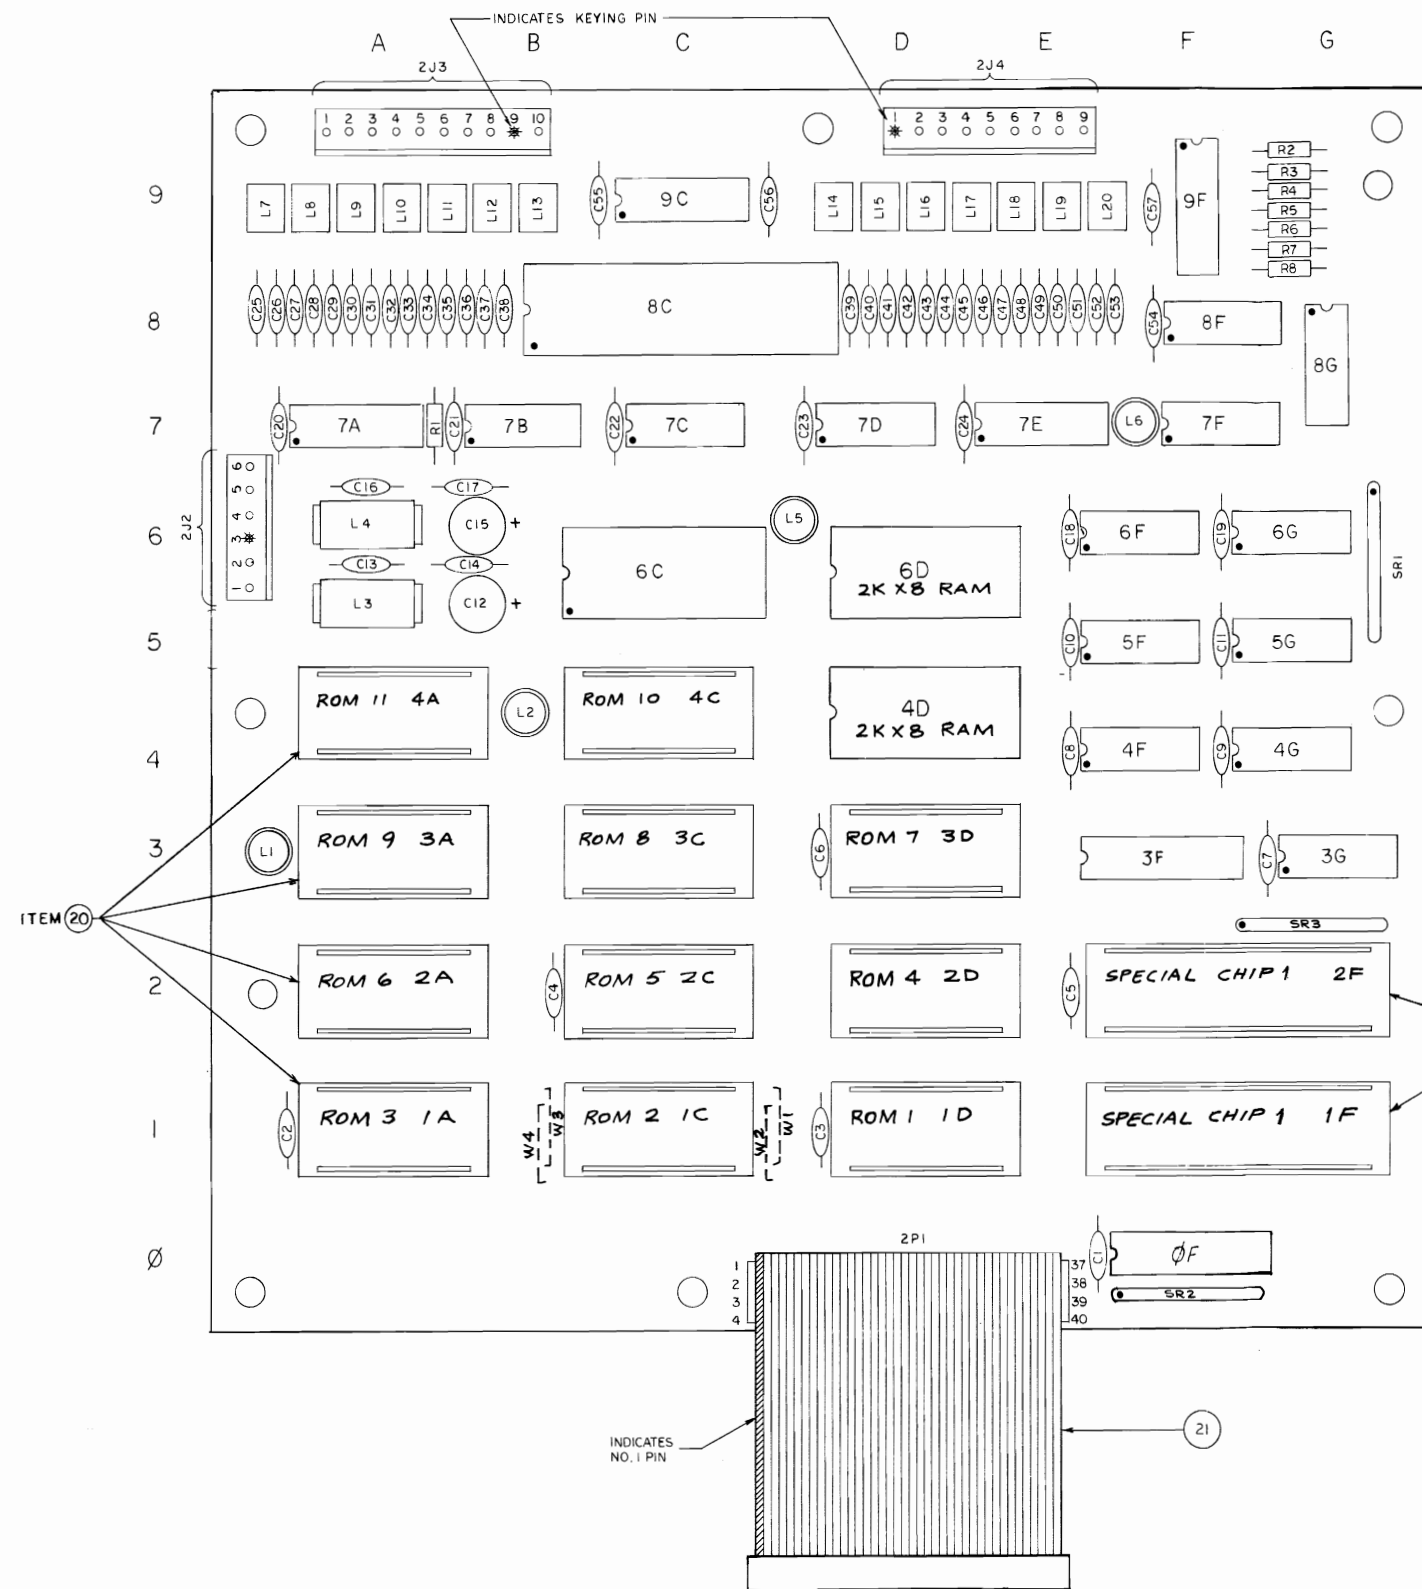 INDICATES KEYING PIN
A B C D E F G
2J3 2J4
1 2 3 4 5 6 7 8 9 10
1 2 3 4 5 6 7 8 9
R2
R3
R4
R5
R6
R7
R8
9
L7 L8 L9 L10 L11 L12 L13 C55 9C C56 L14 L15 L16 L17 L18 L19 L20 C57 9F
8
C25 C26 C27 C28 C29 C30 C31 C32 C33 C34 C35 C36 C37 C38 8C C39 C40 C41 C42 C43 C44 C45 C46 C47 C48 C49 C50 C51 C52 C53 C54 8F 8G
7
C20 7A R1 C21 7B C22 7C C23 7D C24 7E L6 7F
2J2
6
5
4
3
2
1
6
C16 C17
L4 C15 +
C13 C14
L3 C12 +
L5
6C
6D
2K X8 RAM
C18 6F C19 6G
SR1
5
C10 5F C11 5G
4
ROM 11 4A
L2
ROM 10 4C
4D
2K X8 RAM
C8 4F C9 4G
3
L1
ROM 9 3A
ROM 8 3C
C6
ROM 7 3D
3F C7 3G
ITEM 20
SR3
2
ROM 6 2A
C4
ROM 5 2C
ROM 4 2D
C5
SPECIAL CHIP 1 2F
1
C2
ROM 3 1A
W4 W3
ROM 2 1C
W2 W1
C3
ROM 1 1D
SPECIAL CHIP 1 1F
Ø
2P1
1
2
3
4
37
38
39
40
C1 ØF
SR2
INDICATES
NO. 1 PIN
21